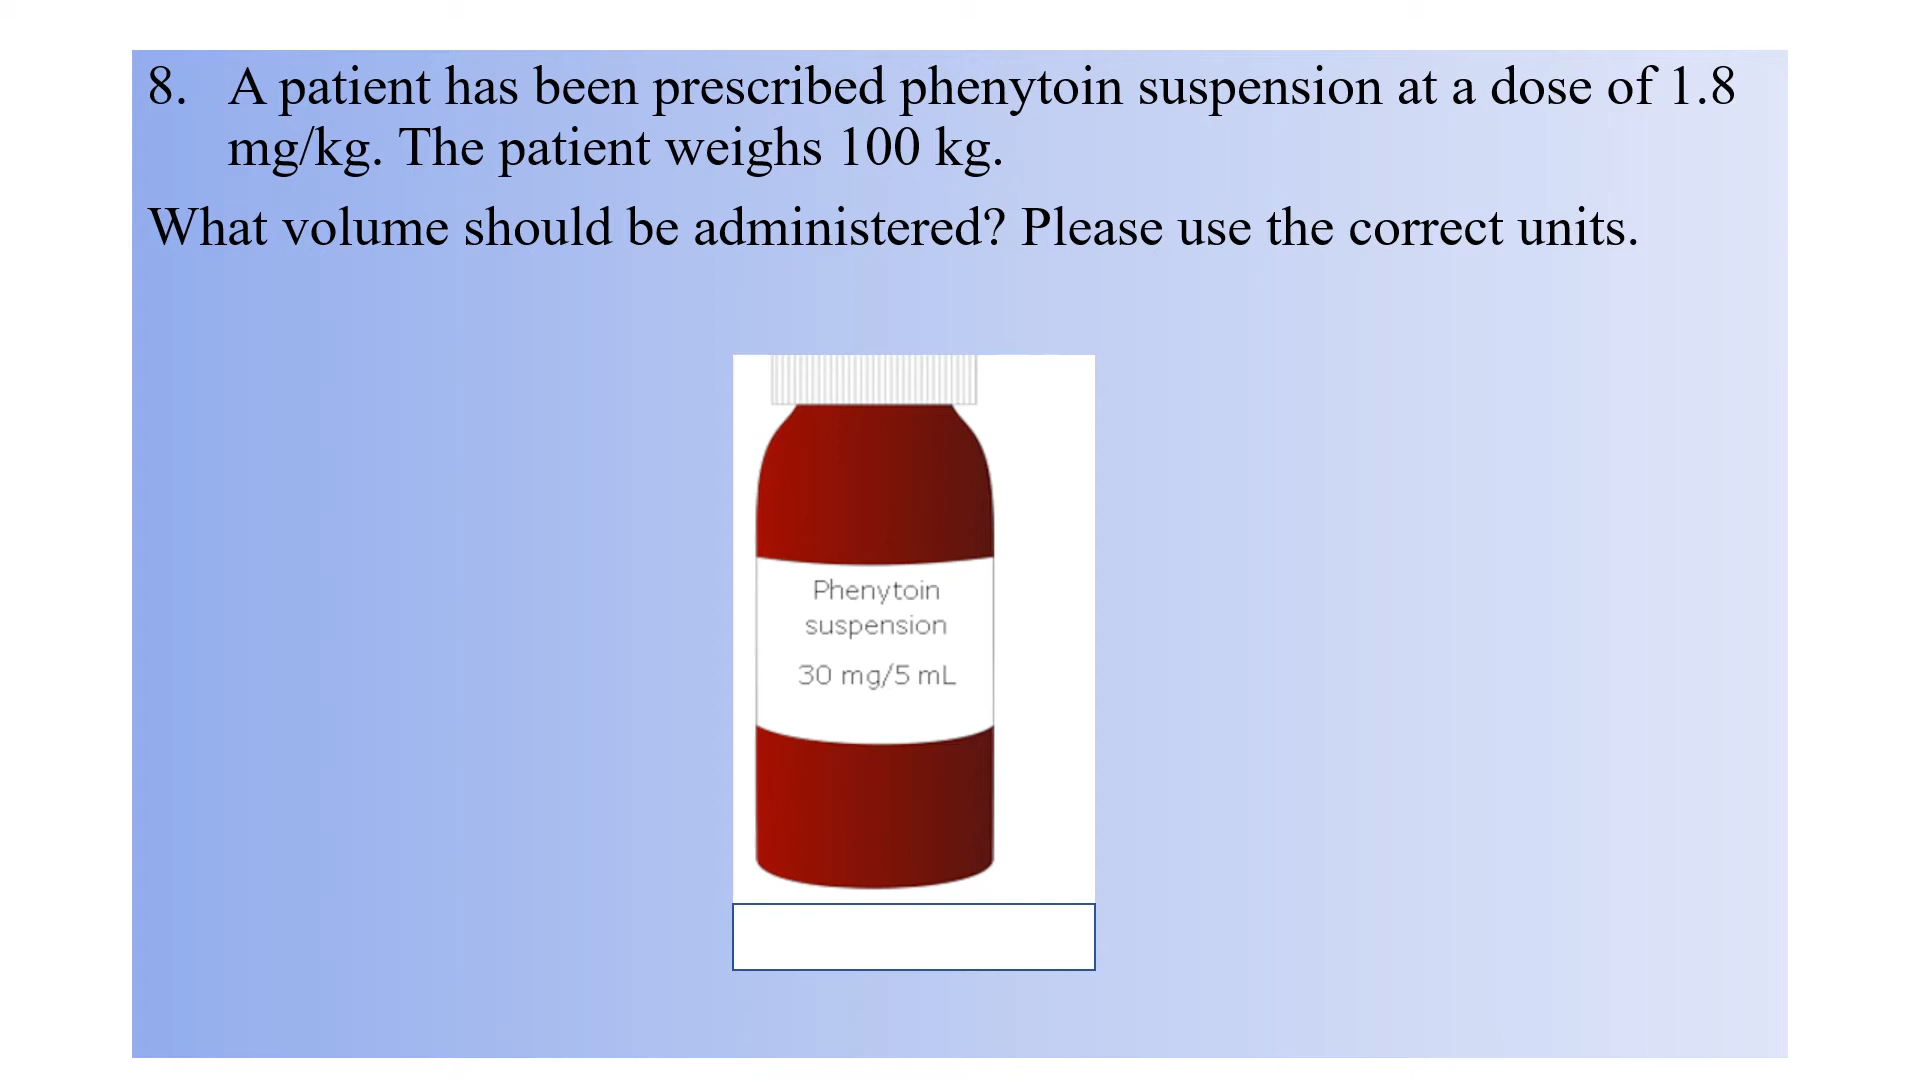 8. A patient has been prescribed phenytoin suspension at a dose of 1.8
mg/kg. The patient weighs 100 kg.
What volume should be administered? Please use the correct units.
Phenytoin
suspension
30 mg/5 mL